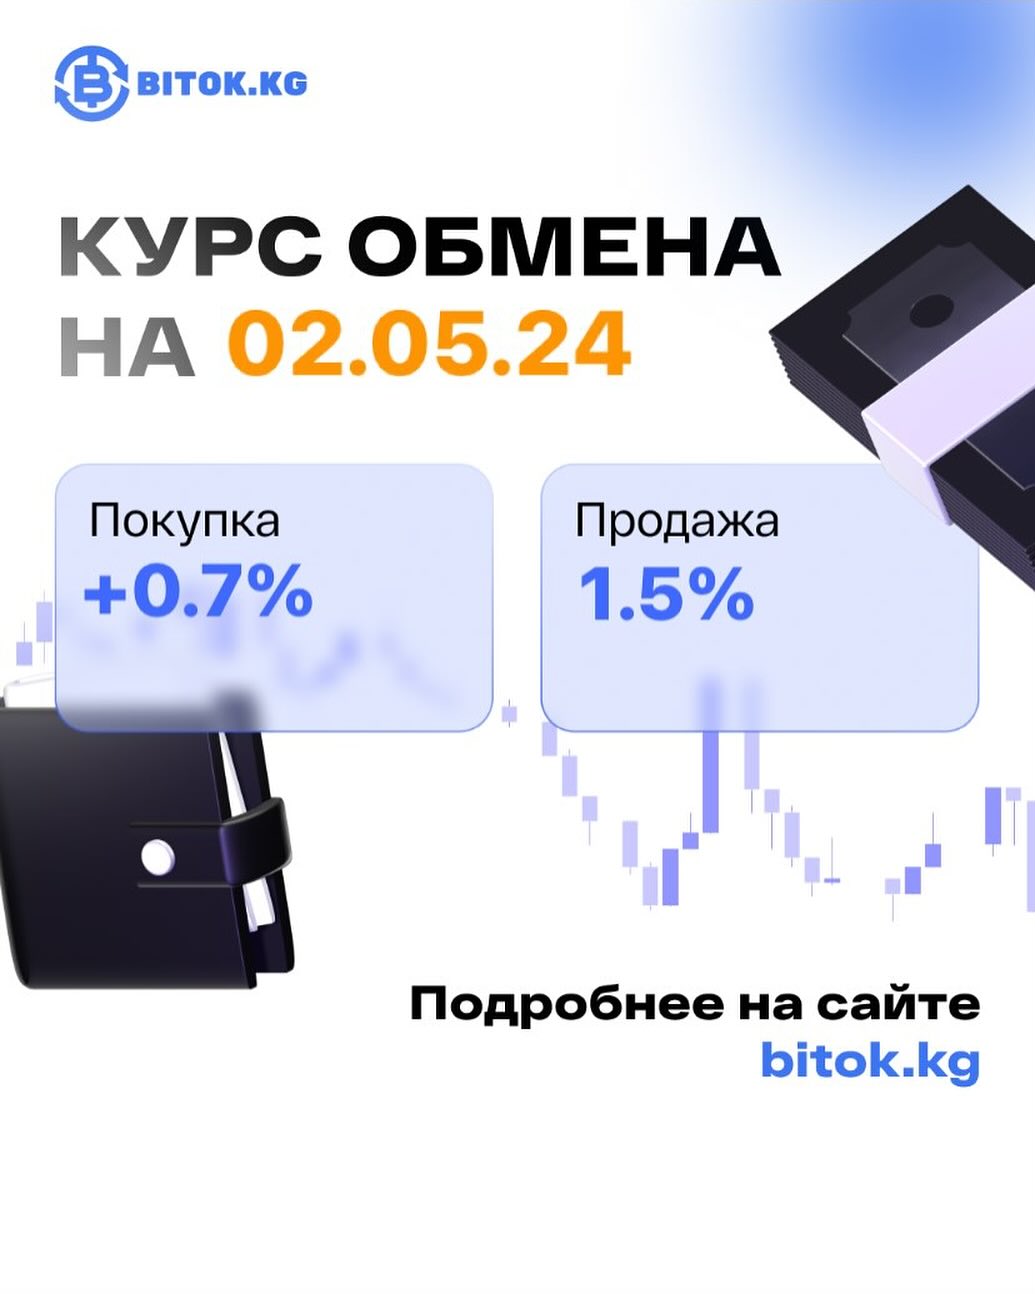 BITOK.KG
КУРС ОБМЕНА
НА 02.05.24
Покупка
+0.7%
Продажа
1.5%
Подробнее на сайте
bitok.kg